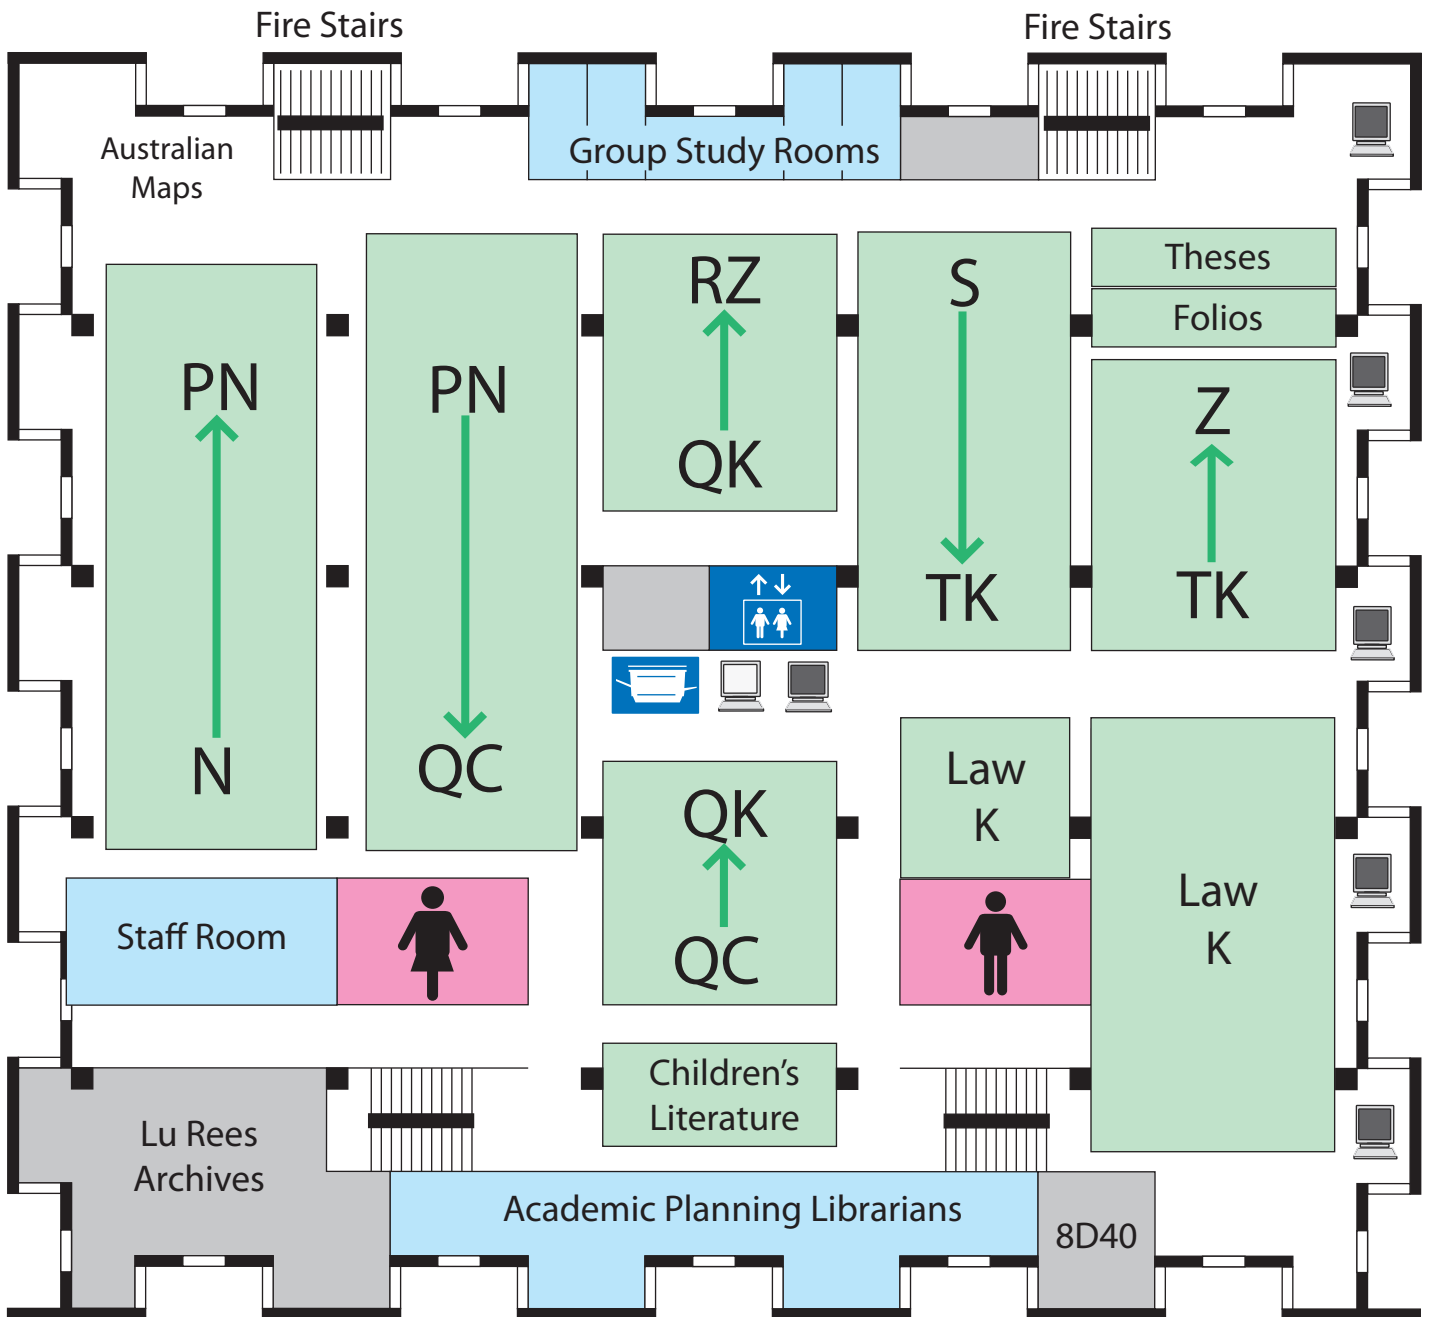 Fire Stairs
Fire Stairs
Australian
Maps
Group Study Rooms
PN
N
PN
QC
RZ
QK
S
TK
Theses
Folios
Z
TK
Law
K
Law
K
QK
QC
Staff Room
Children's
Literature
Lu Rees
Archives
Academic Planning Librarians
8D40